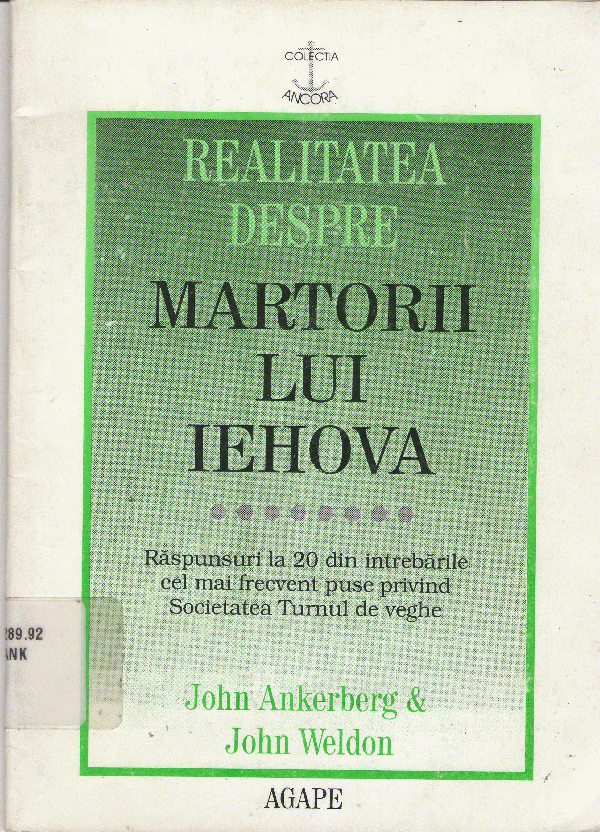 COLECTIA
ANCORA
REALITATEA
DESPRE
MARTORII
LUI
IEHOVA
Răspunsuri la 20 din intrebările
cel mai frecvent puse privind
Societatea Turnul de veghe
289.92
ANK
John Ankerberg &
John Weldon
AGAPE